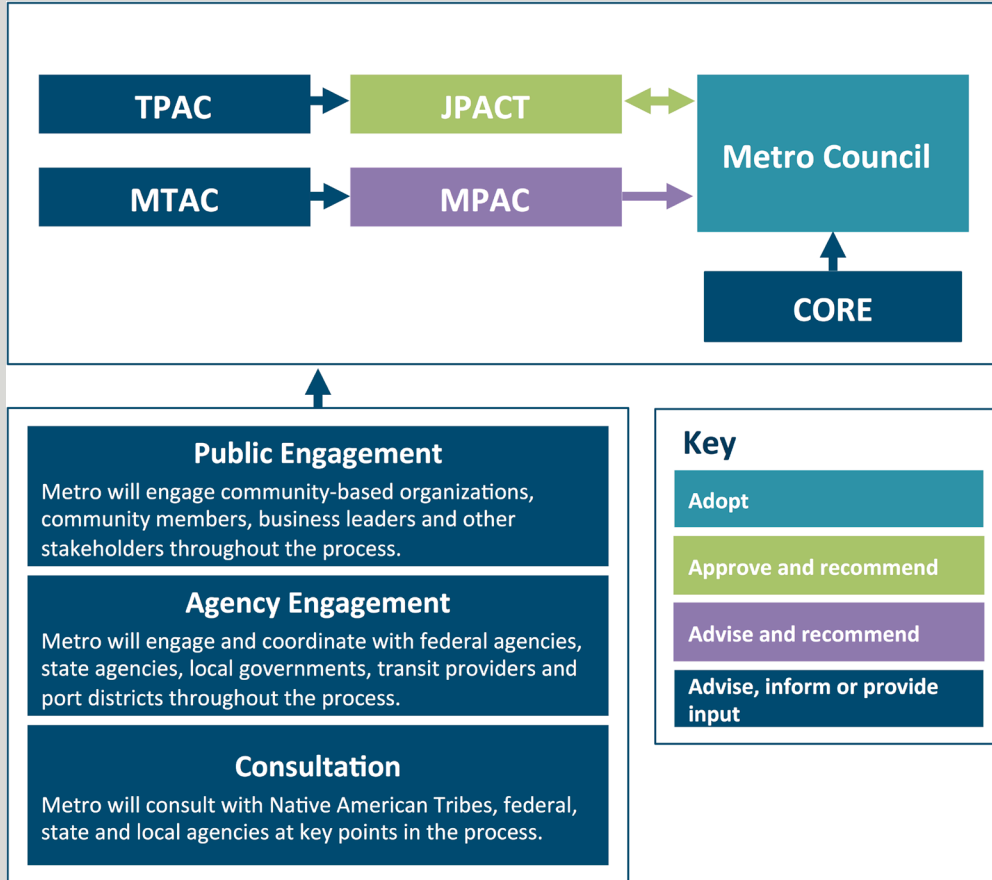 TPAC
JPACT
Metro Council
MTAC
MPAC
CORE
Public Engagement
Metro will engage community-based organizations,
community members, business leaders and other
stakeholders throughout the process.
Agency Engagement
Metro will engage and coordinate with federal agencies,
state agencies, local governments, transit providers and
port districts throughout the process.
Consultation
Metro will consult with Native American Tribes, federal,
state and local agencies at key points in the process.
Key
Adopt
Approve and recommend
Advise and recommend
Advise, inform or provide
input